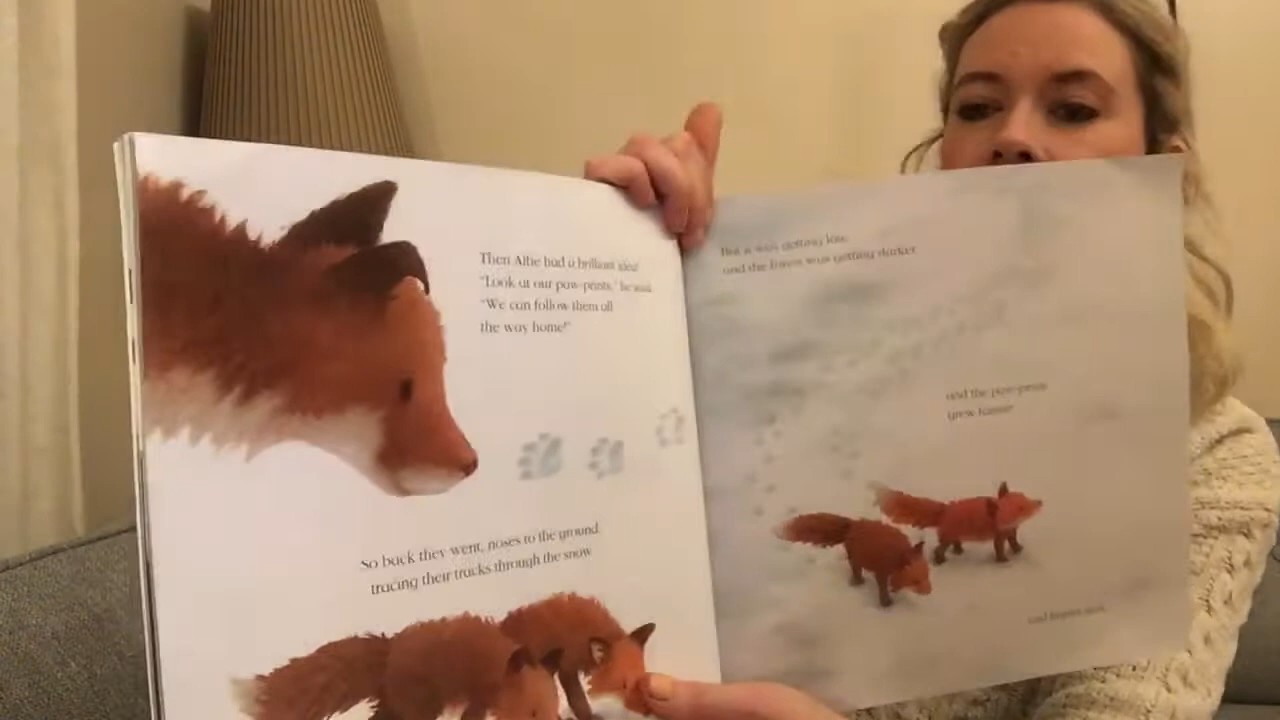 Then Alfie had a brilliant idea!
"Look at our paw-prints," he said.
"We can follow them all
the way home!"
So back they went, noses to the ground,
tracing their tracks through the snow.
But it was getting late,
and the forest was getting darker
and the paw-prints
grew fainter
and fainter